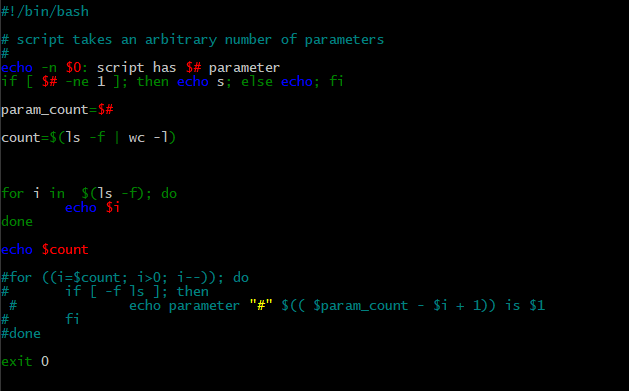 #!/bin/bash
# script takes an arbitrary number of parameters
#
echo -n $0: script has $# parameter
if [ $# -ne 1 ]; then echo s; else echo; fi
param_count=$#
count=$(ls -f | wc -l)
for i in  $(ls -f); do
        echo $i
done
echo $count
#for ((i=$count; i>0; i--)); do
#       if [ -f ls ]; then
 #              echo parameter "#" $(( $param_count - $i + 1)) is $1
#       fi
#done
exit 0